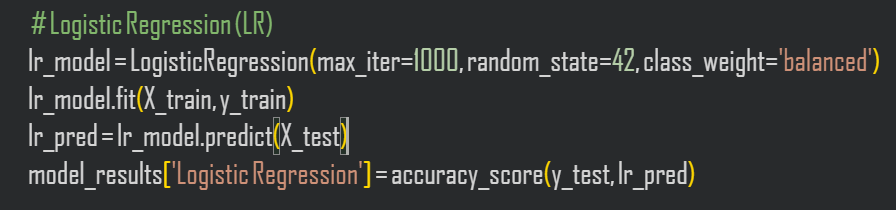 # Logistic Regression (LR)
lr_model = LogisticRegression(max_iter=1000, random_state=42, class_weight='balanced')
lr_model.fit(X_train, y_train)
lr_pred = lr_model.predict(X_test)
model_results['Logistic Regression'] = accuracy_score(y_test, lr_pred)